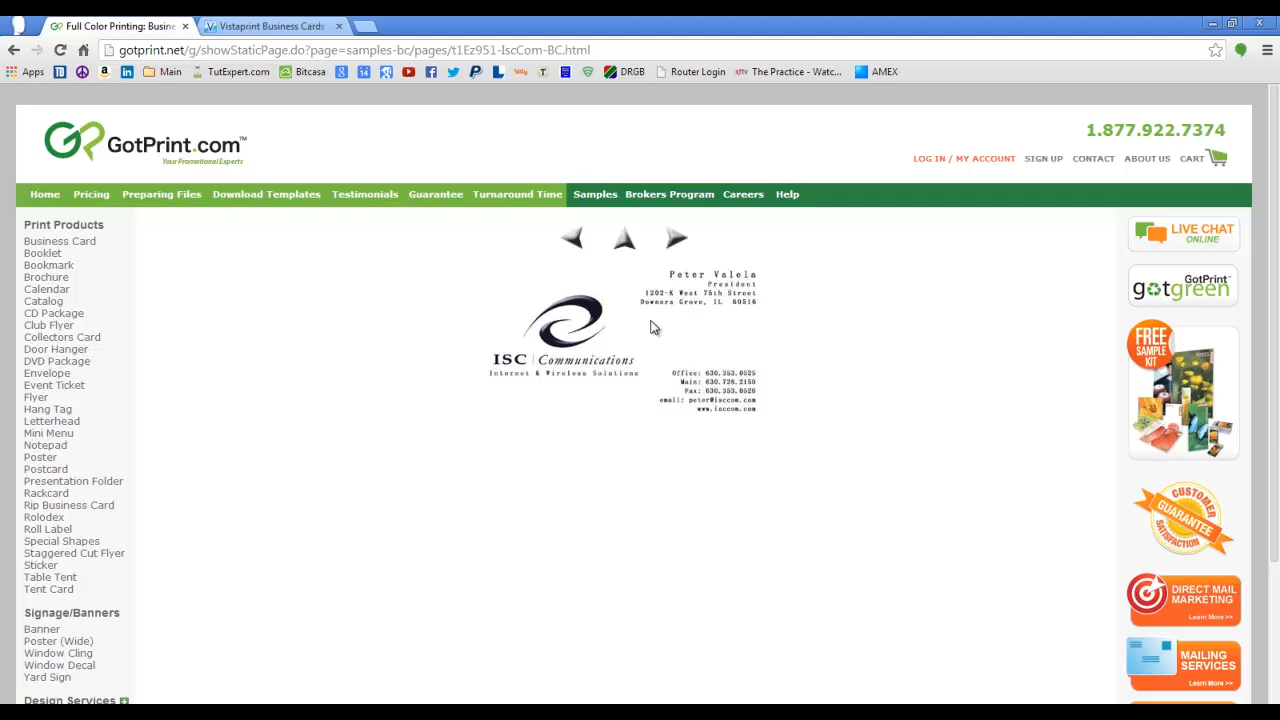 Full Color Printing: Busine
Vistaprint Business Cards
gotprint.net/g/showStaticPage.do?page=samples-bc/pages/t1Ez951-IscCom-BC.html
Apps
Main
TutExpert.com
Bitcasa
DRGB
Router Login
xftv
The Practice - Watc...
AMEX
GotPrint.com™
Your Promotional Experts
1.877.922.7374
LOG IN / MY ACCOUNT
SIGN UP
CONTACT
ABOUT US
CART
Home
Pricing
Preparing Files
Download Templates
Testimonials
Guarantee
Turnaround Time
Samples
Brokers Program
Careers
Help
Print Products
Business Card
Booklet
Bookmark
Brochure
Calendar
Catalog
CD Package
Club Flyer
Collectors Card
Door Hanger
DVD Package
Envelope
Event Ticket
Flyer
Hang Tag
Letterhead
Mini Menu
Notepad
Poster
Postcard
Presentation Folder
Rackcard
Rip Business Card
Rolodex
Roll Label
Special Shapes
Staggered Cut Flyer
Sticker
Table Tent
Tent Card
Signage/Banners
Banner
Poster (Wide)
Window Cling
Window Decal
Yard Sign
Design Services
Peter Valela
President
1202-K West 75th Street
Downers Grove, IL 60516
ISC Communications
Internet & Wireless Solutions
Office: 630.353.0525
Main: 630.728.2150
Fax: 630.353.0526
email: peter@isccom.com
www.isccom.com
LIVE CHAT
ONLINE
GotPrint™
gotgreen
FREE
SAMPLE
KIT
CUSTOMER
GUARANTEE
SATISFACTION
DIRECT MAIL
MARKETING
Learn More >>
MAILING
SERVICES
Learn More >>